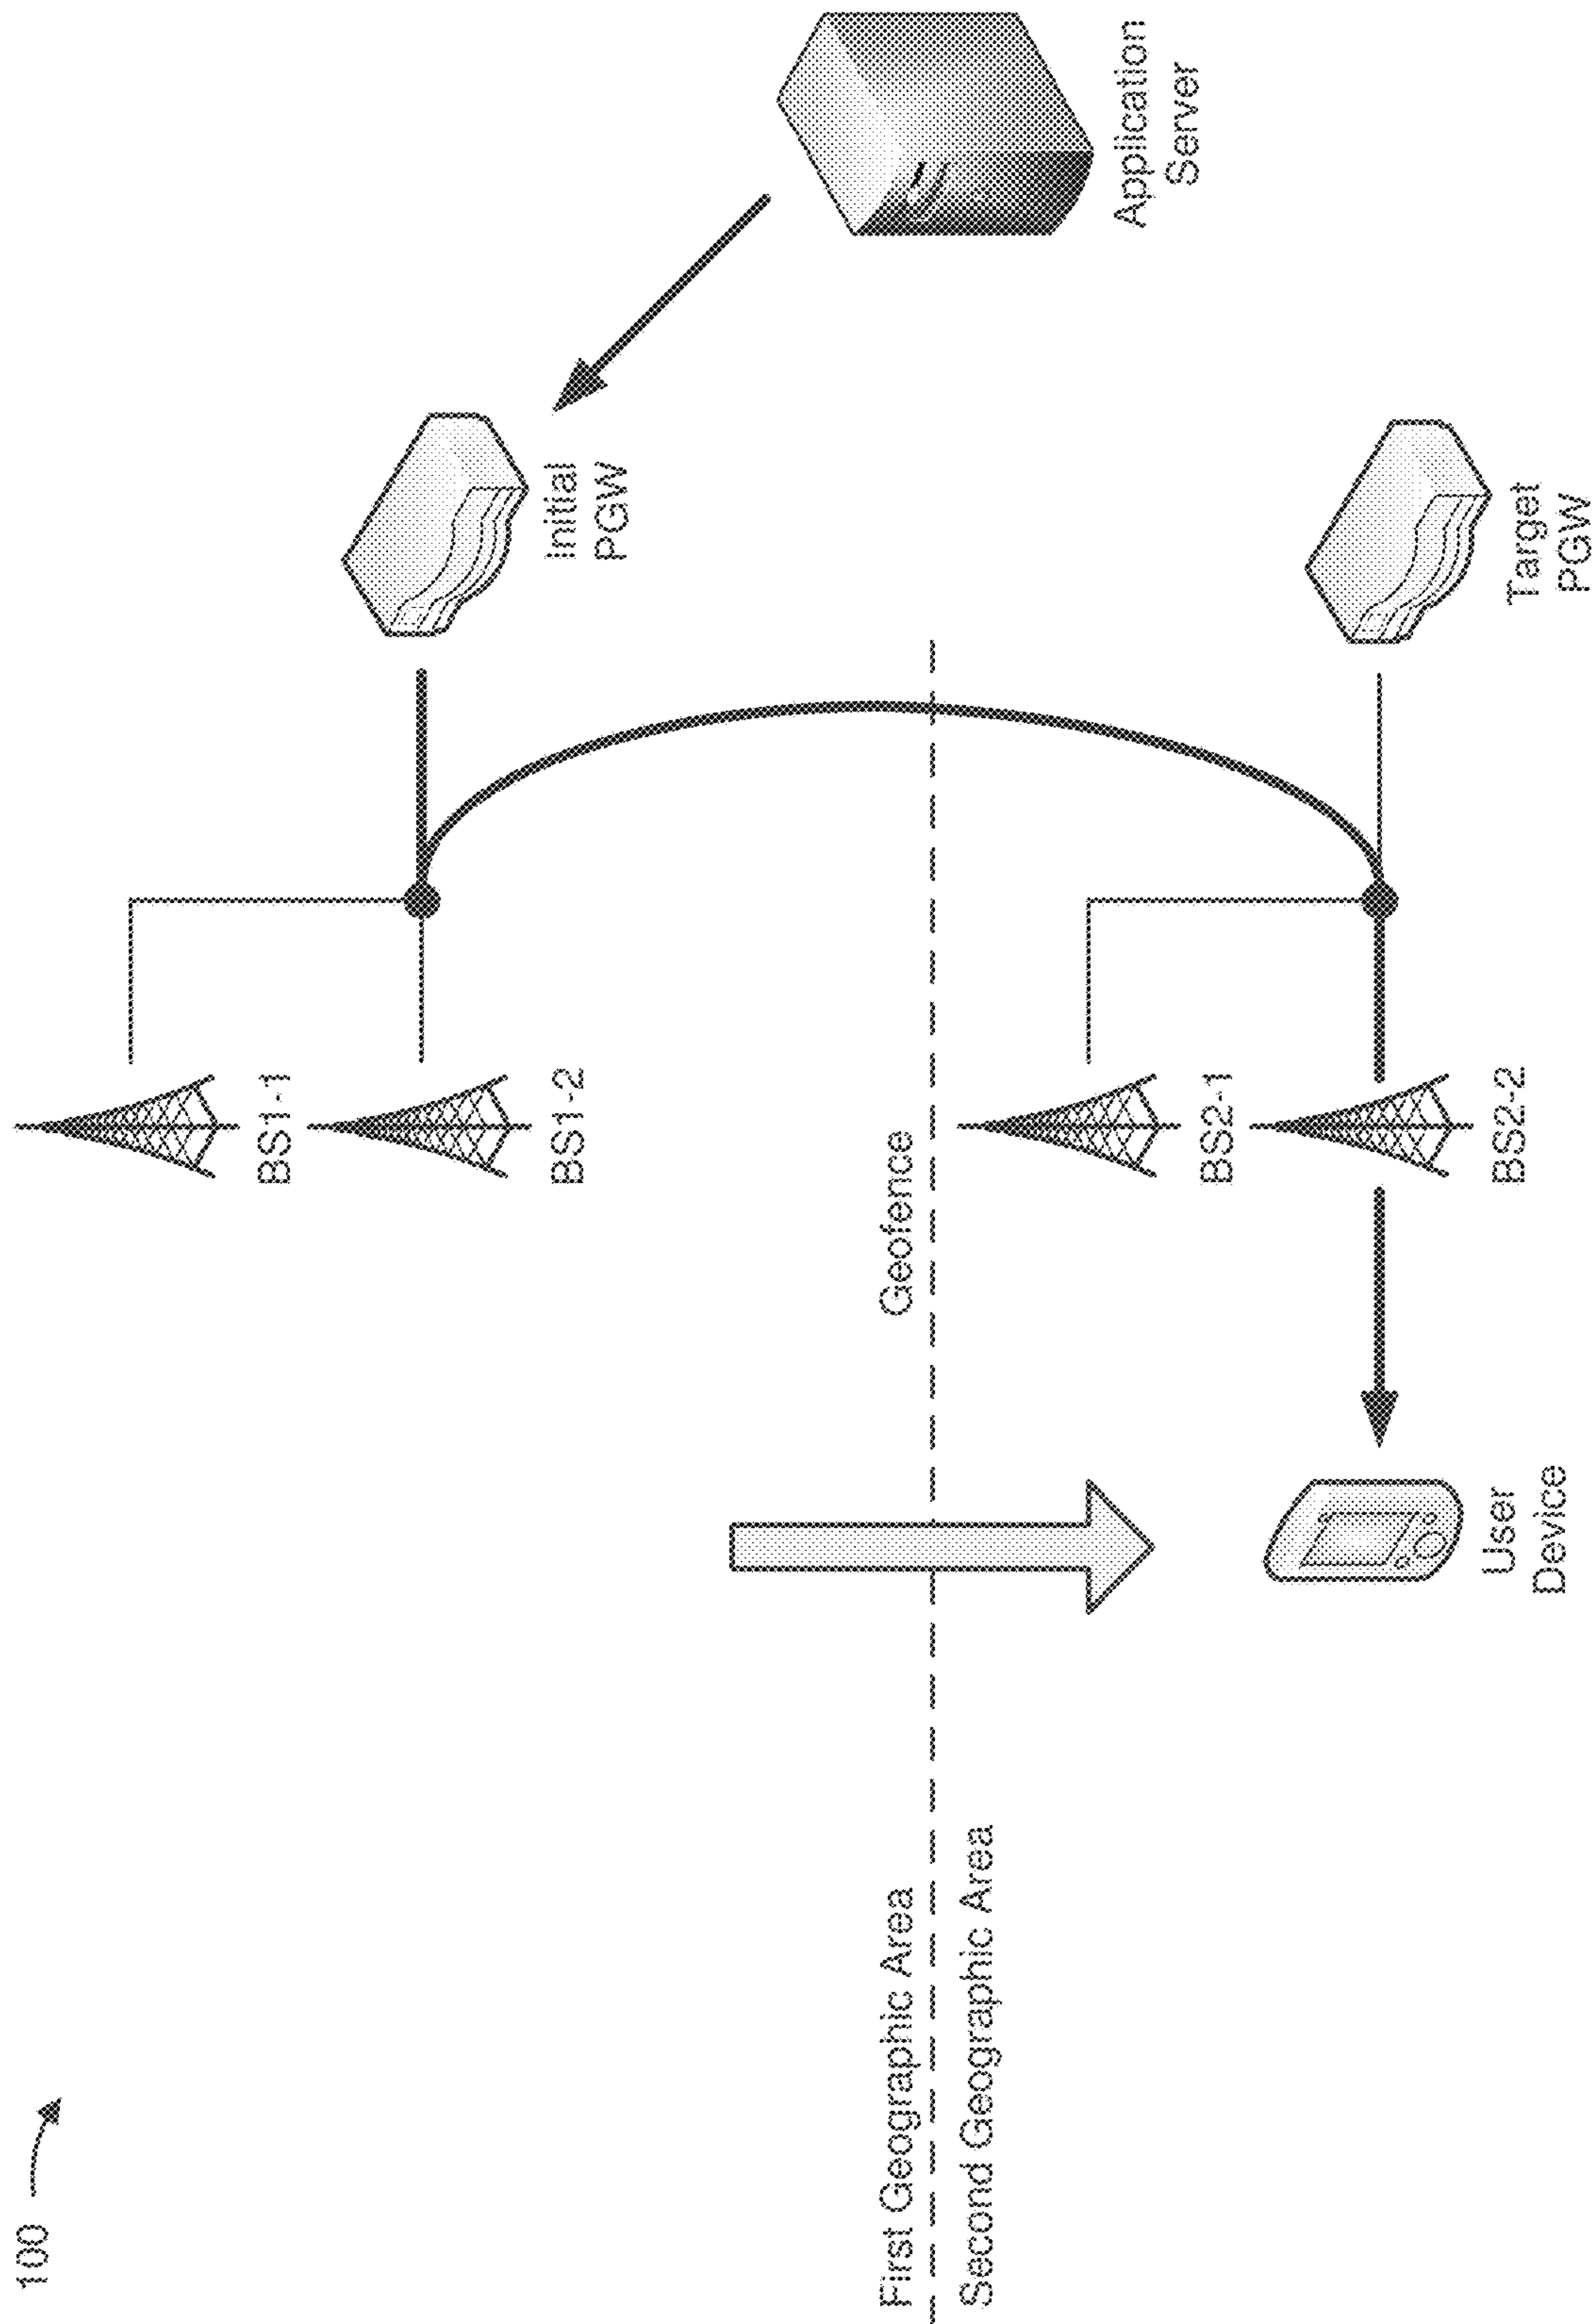 100
BS1-1
BS1-2
Initial
PGW
Application
Server
Geofence
First Geographic Area
Second Geographic Area
BS2-1
BS2-2
User
Device
Target
PGW